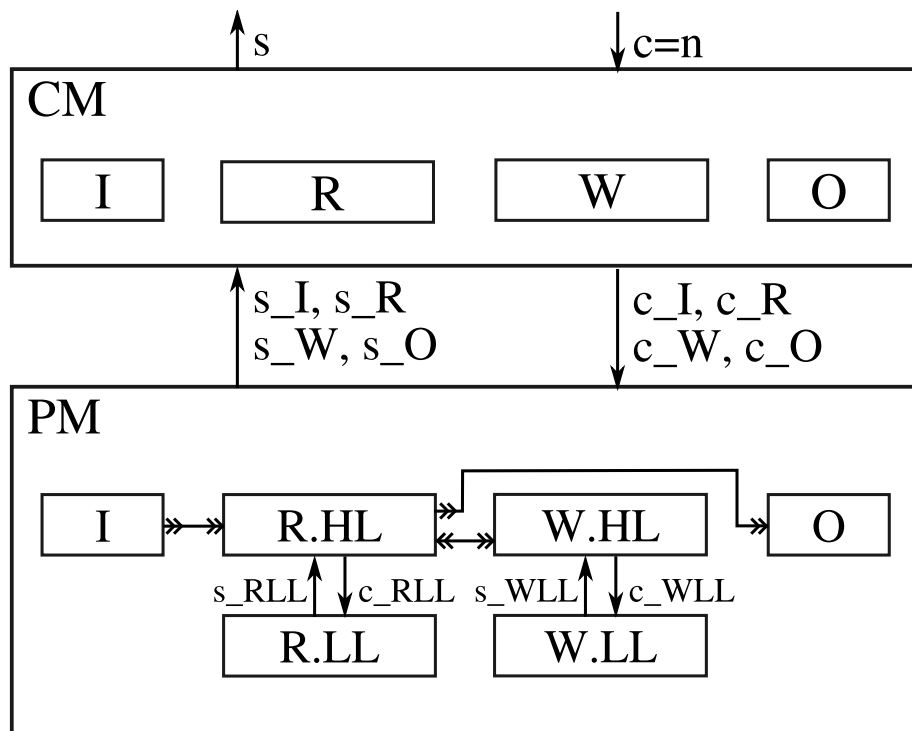 s
c=n
CM
I
R
W
O
s_I, s_R
s_W, s_O
c_I, c_R
c_W, c_O
PM
I
R.HL
W.HL
O
s_RLL
c_RLL
s_WLL
c_WLL
R.LL
W.LL